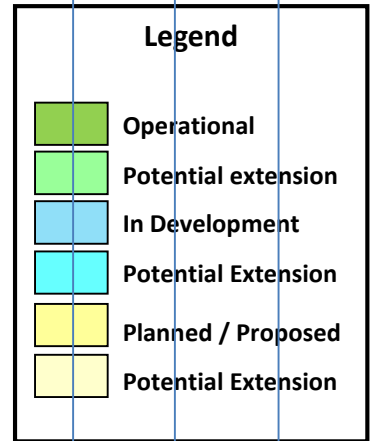 Legend
Operational
Potential extension
In Development
Potential Extension
Planned / Proposed
Potential Extension